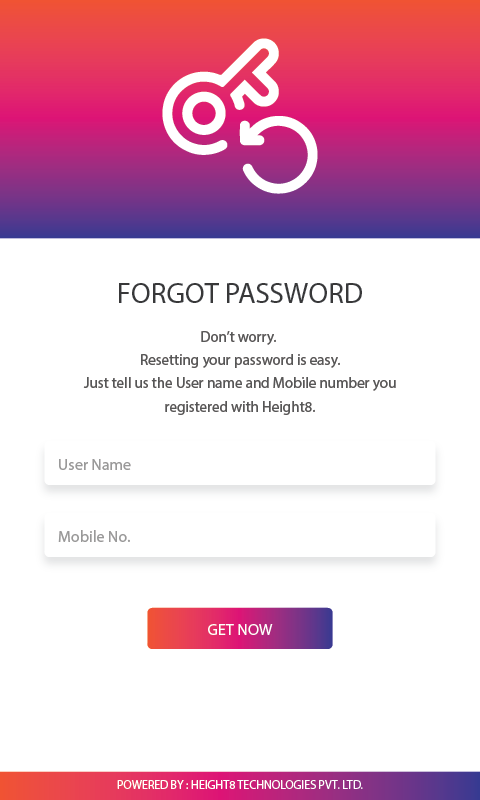 FORGOT PASSWORD
Don’t worry.
Resetting your password is easy.
Just tell us the User name and Mobile number you
registered with Height8.
User Name
Mobile No.
GET NOW
POWERED BY : HEIGHT8 TECHNOLOGIES PVT. LTD.